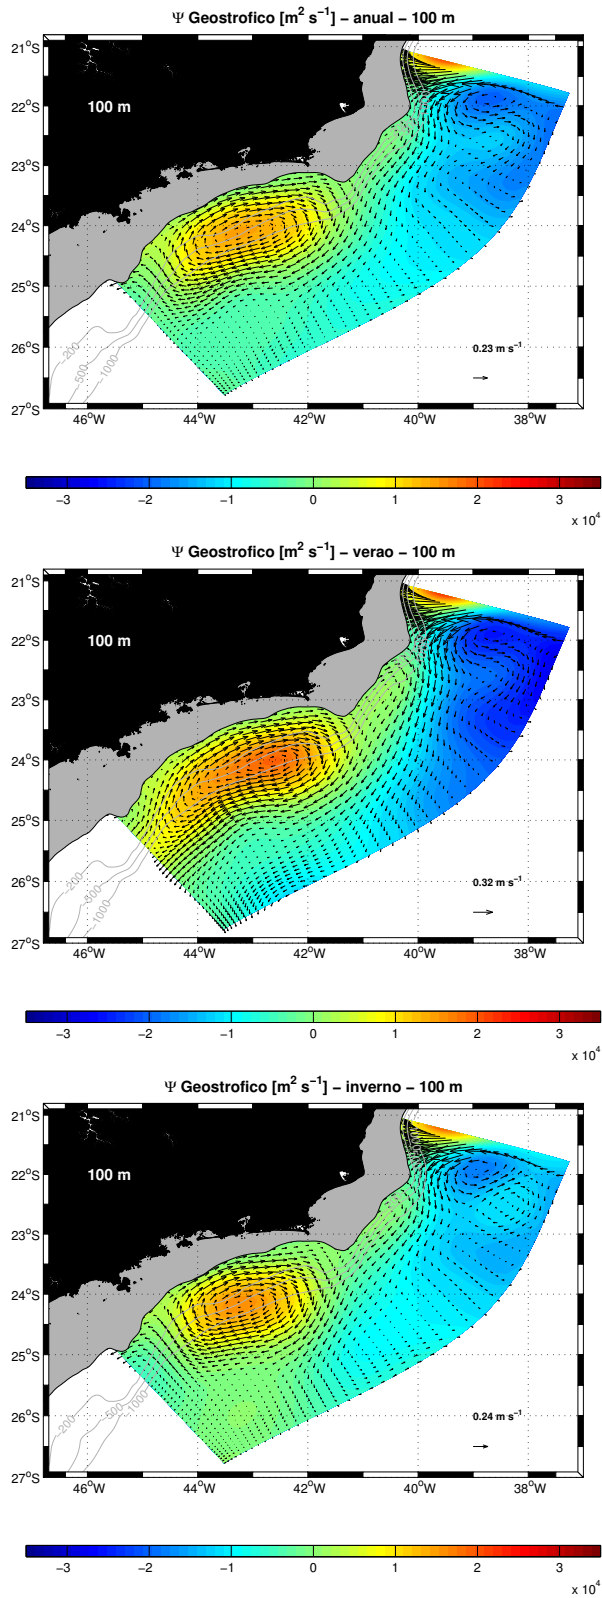 Ψ Geostrofico [m² s⁻¹] – anual – 100 m
21°S
22°S
23°S
24°S
25°S
26°S
27°S
100 m
0.23 m s⁻¹
−200
−500
−1000
46°W
44°W
42°W
40°W
38°W
−3 −2 −1 0 1 2 3
x 10⁴
Ψ Geostrofico [m² s⁻¹] – verao – 100 m
21°S
22°S
23°S
24°S
25°S
26°S
27°S
100 m
0.32 m s⁻¹
−200
−500
−1000
46°W
44°W
42°W
40°W
38°W
−3 −2 −1 0 1 2 3
x 10⁴
Ψ Geostrofico [m² s⁻¹] – inverno – 100 m
21°S
22°S
23°S
24°S
25°S
26°S
27°S
100 m
0.24 m s⁻¹
−200
−500
−1000
46°W
44°W
42°W
40°W
38°W
−3 −2 −1 0 1 2 3
x 10⁴